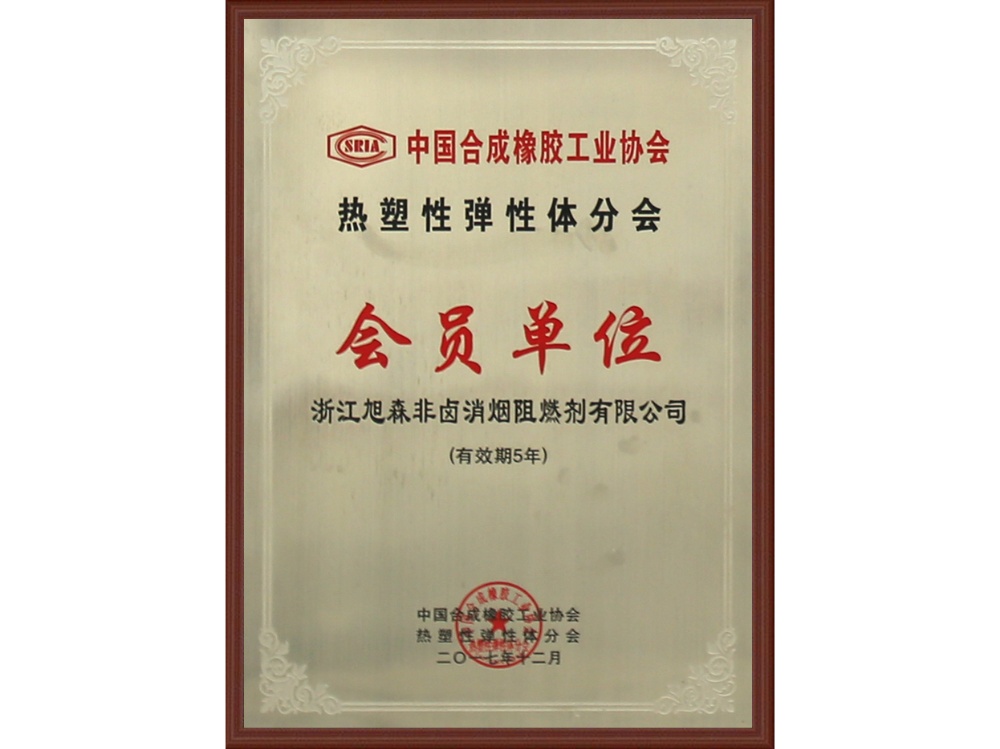 SRIA 中国合成橡胶工业协会
热塑性弹性体分会
会员单位
浙江旭森非卤消烟阻燃剂有限公司
(有效期5年)
中国合成橡胶工业协会
热塑性弹性体分会
二〇一七年十二月